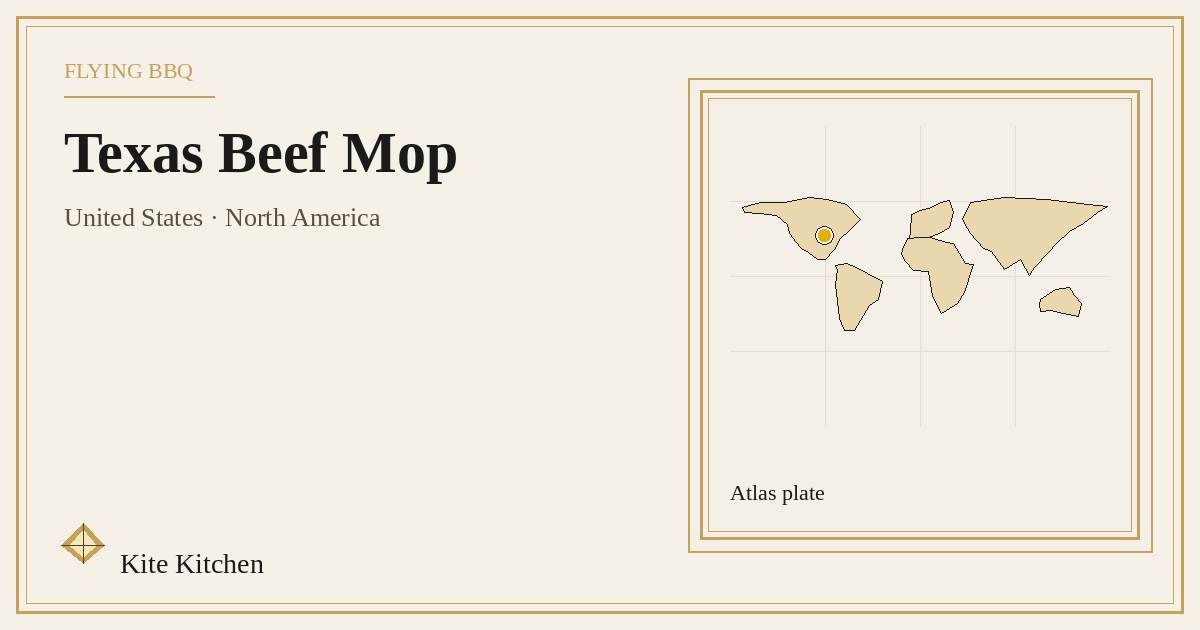 FLYING BBQ
Texas Beef Mop
United States · North America
Atlas plate
Kite Kitchen